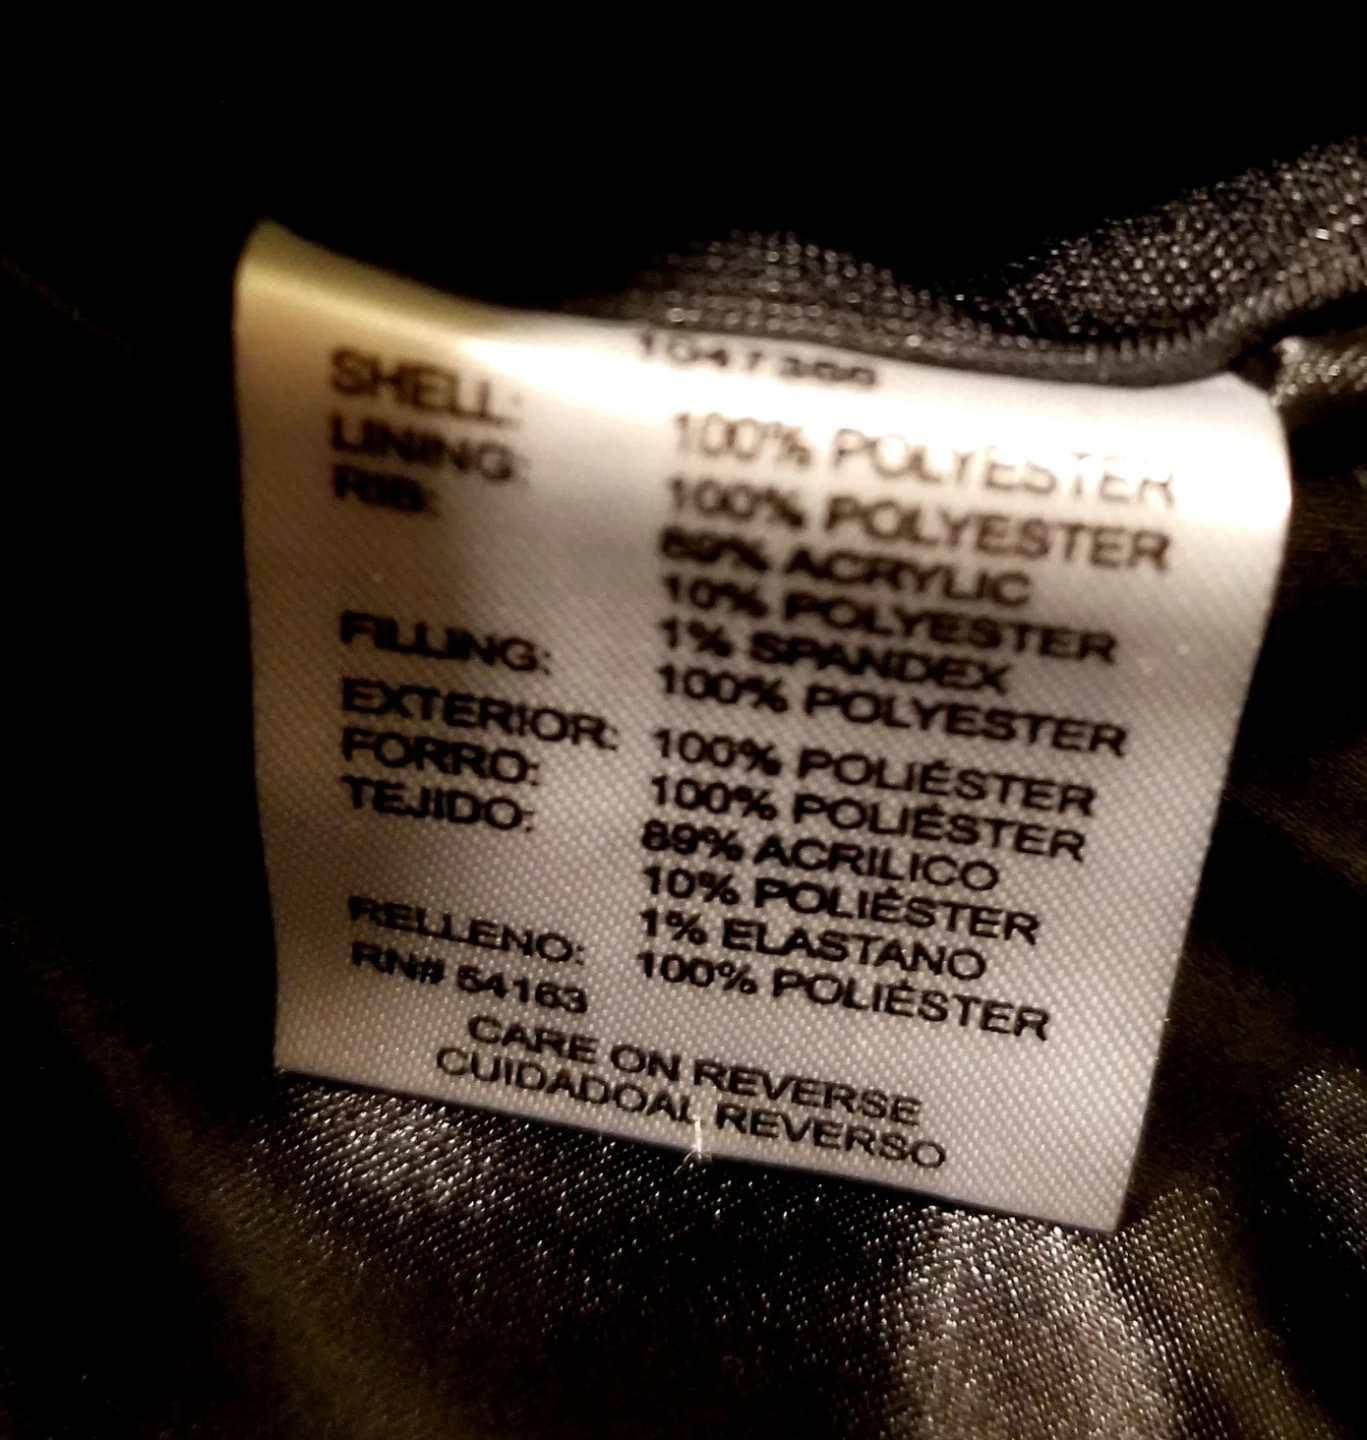 SHELL: 100% POLYESTER
LINING: 100% POLYESTER
RIB: 89% ACRYLIC
10% POLYESTER
1% SPANDEX
FILLING: 100% POLYESTER
EXTERIOR: 100% POLIÉSTER
FORRO: 100% POLIÉSTER
TEJIDO: 89% ACRILICO
10% POLIÉSTER
1% ELASTANO
RELLENO: 100% POLIÉSTER
RN# 54163
CARE ON REVERSE
CUIDADOAL REVERSO